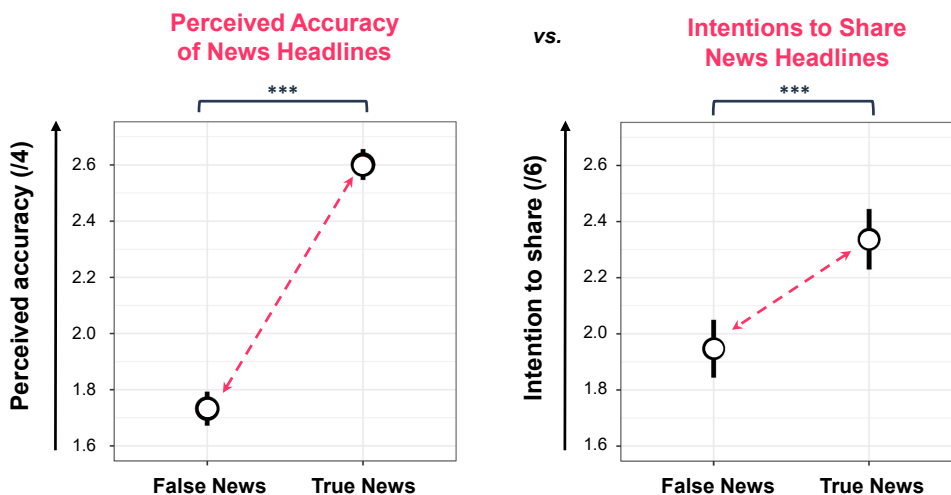 Perceived Accuracy
of News Headlines
vs.
Intentions to Share
News Headlines
***
***
Perceived accuracy (/4)
2.6
2.4
2.2
2.0
1.8
1.6
False News
True News
Intention to share (/6)
2.6
2.4
2.2
2.0
1.8
1.6
False News
True News